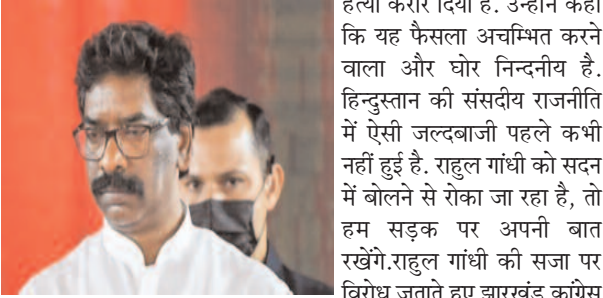 हत्या करार दिया है. उन्होंने कहा
कि यह फैसला अचम्भित करने
वाला और घोर निन्दनीय है.
हिन्दुस्तान की संसदीय राजनीति
में ऐसी जल्दबाजी पहले कभी
नहीं हुई है. राहुल गांधी को सदन
में बोलने से रोका जा रहा है, तो
हम सड़क पर अपनी बात
रखेंगे.राहुल गांधी की सजा पर
विरोध जताते हुए झारखंड कांग्रेस